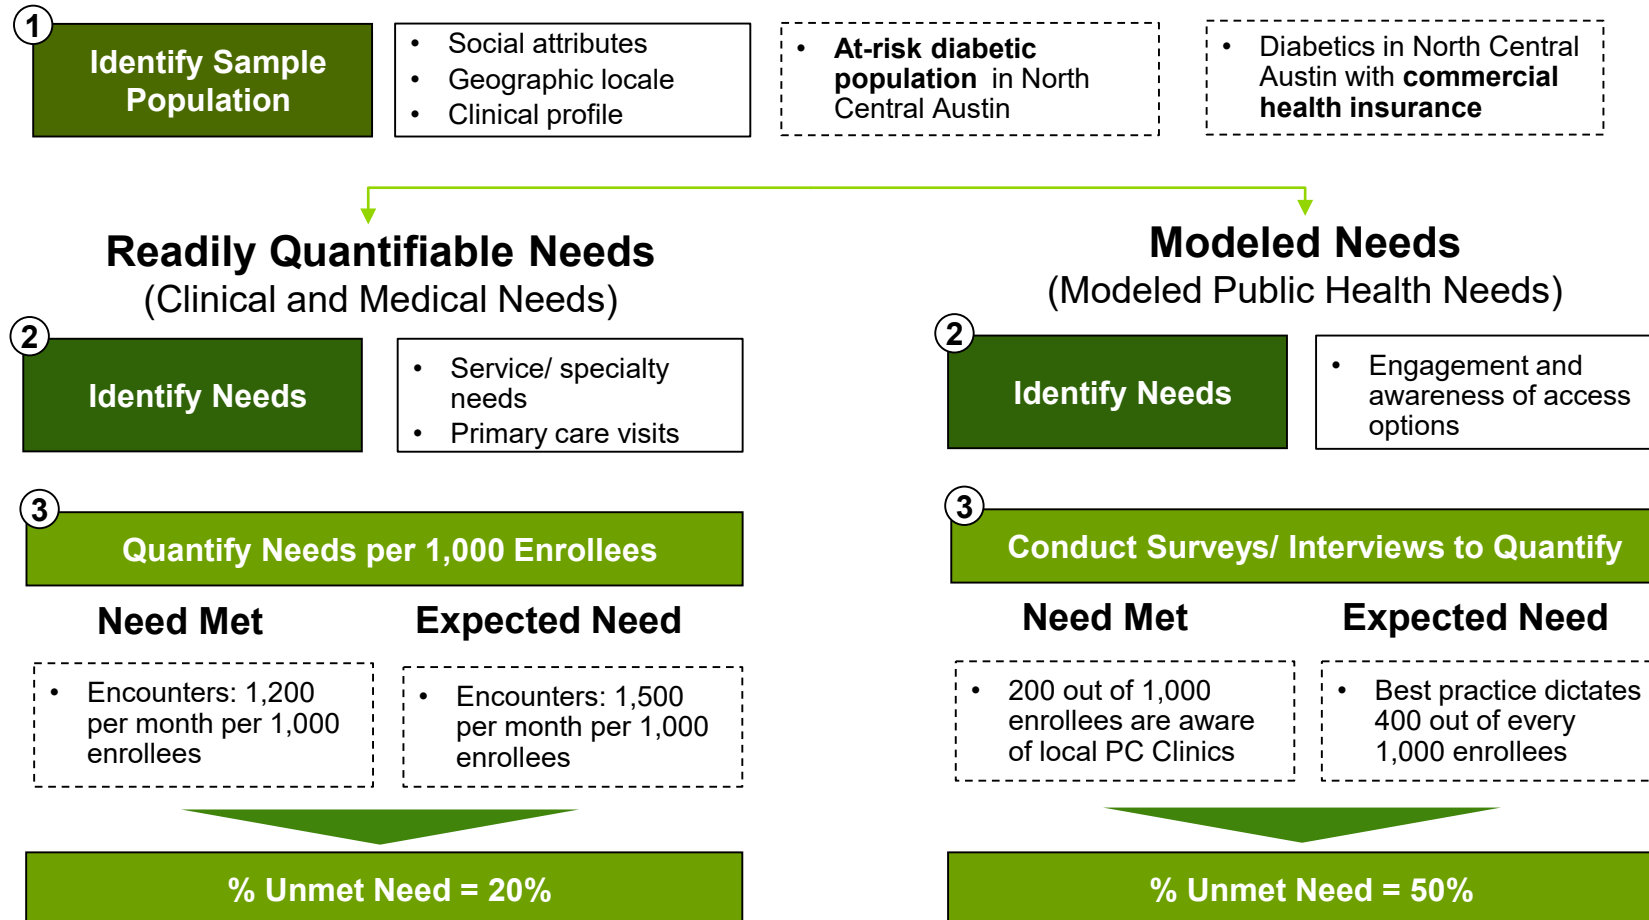 1
Identify Sample
Population
• Social attributes
• Geographic locale
• Clinical profile
• At-risk diabetic
population in North
Central Austin
• Diabetics in North Central
Austin with commercial
health insurance
Readily Quantifiable Needs
(Clinical and Medical Needs)
2
Identify Needs
• Service/ specialty
needs
• Primary care visits
3
Quantify Needs per 1,000 Enrollees
Need Met
Expected Need
• Encounters: 1,200
per month per 1,000
enrollees
• Encounters: 1,500
per month per 1,000
enrollees
% Unmet Need = 20%
Modeled Needs
(Modeled Public Health Needs)
2
Identify Needs
• Engagement and
awareness of access
options
3
Conduct Surveys/ Interviews to Quantify
Need Met
Expected Need
• 200 out of 1,000
enrollees are aware
of local PC Clinics
• Best practice dictates
400 out of every
1,000 enrollees
% Unmet Need = 50%